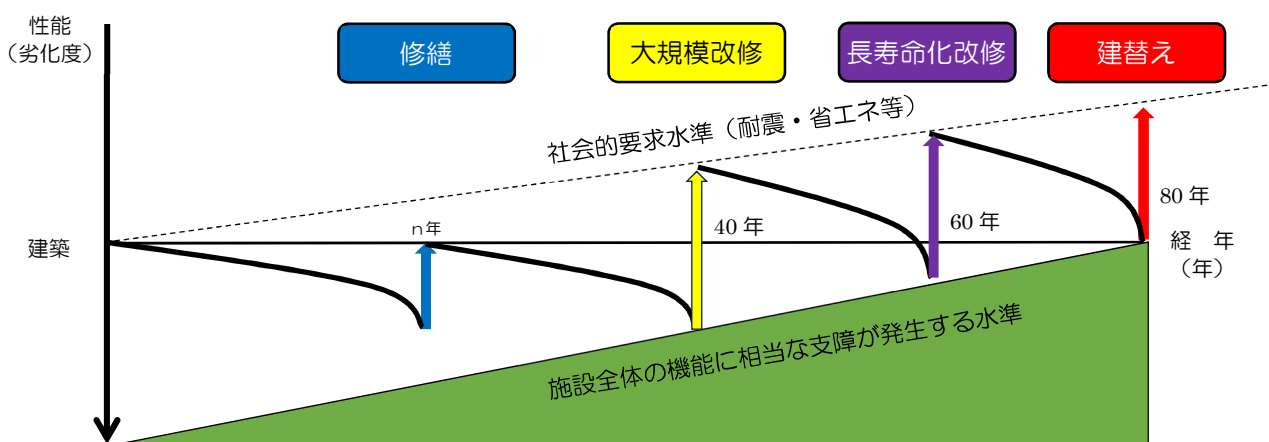 性能
（劣化度）
修繕
大規模改修
長寿命化改修
建替え
社会的要求水準（耐震・省エネ等）
n年
40 年
60 年
80 年
建築
経　年
（年）
施設全体の機能に相当な支障が発生する水準